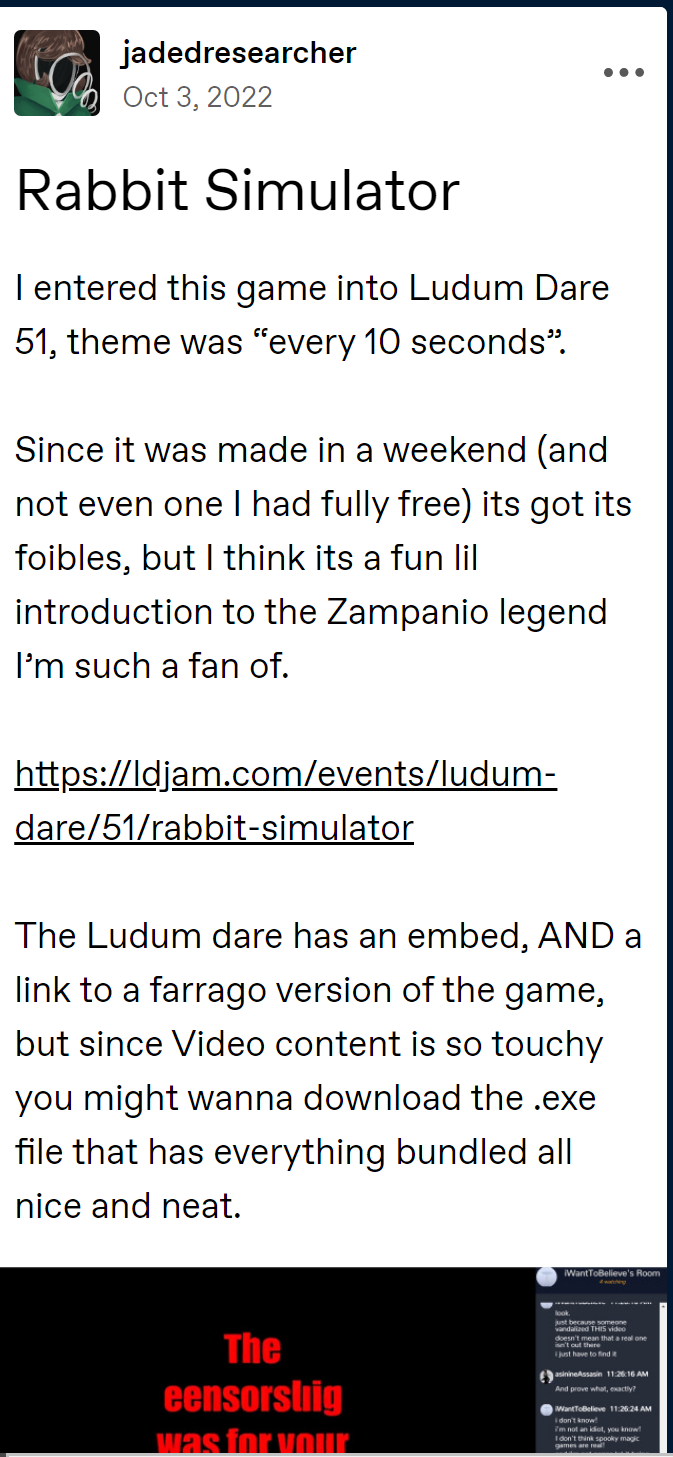 jadedresearcher
Oct 3, 2022
Rabbit Simulator
I entered this game into Ludum Dare
51, theme was “every 10 seconds”.
Since it was made in a weekend (and
not even one I had fully free) its got its
foibles, but I think its a fun lil
introduction to the Zampanio legend
I’m such a fan of.
https://ldjam.com/events/ludum-
dare/51/rabbit-simulator
The Ludum dare has an embed, AND a
link to a farrago version of the game,
but since Video content is so touchy
you might wanna download the .exe
file that has everything bundled all
nice and neat.
The
eensorsluig
was for your
iWantToBelieve's Room
4 watching
look.
just because someone
vandalized THIS video
doesn't mean that a real one
isn't out there
i just have to find it
asinineAssasin 11:26:16 AM
And prove what, exactly?
iWantToBelieve 11:26:24 AM
i don't know!
i'm not an idiot, you know!
I don't think spooky magic
games are real!